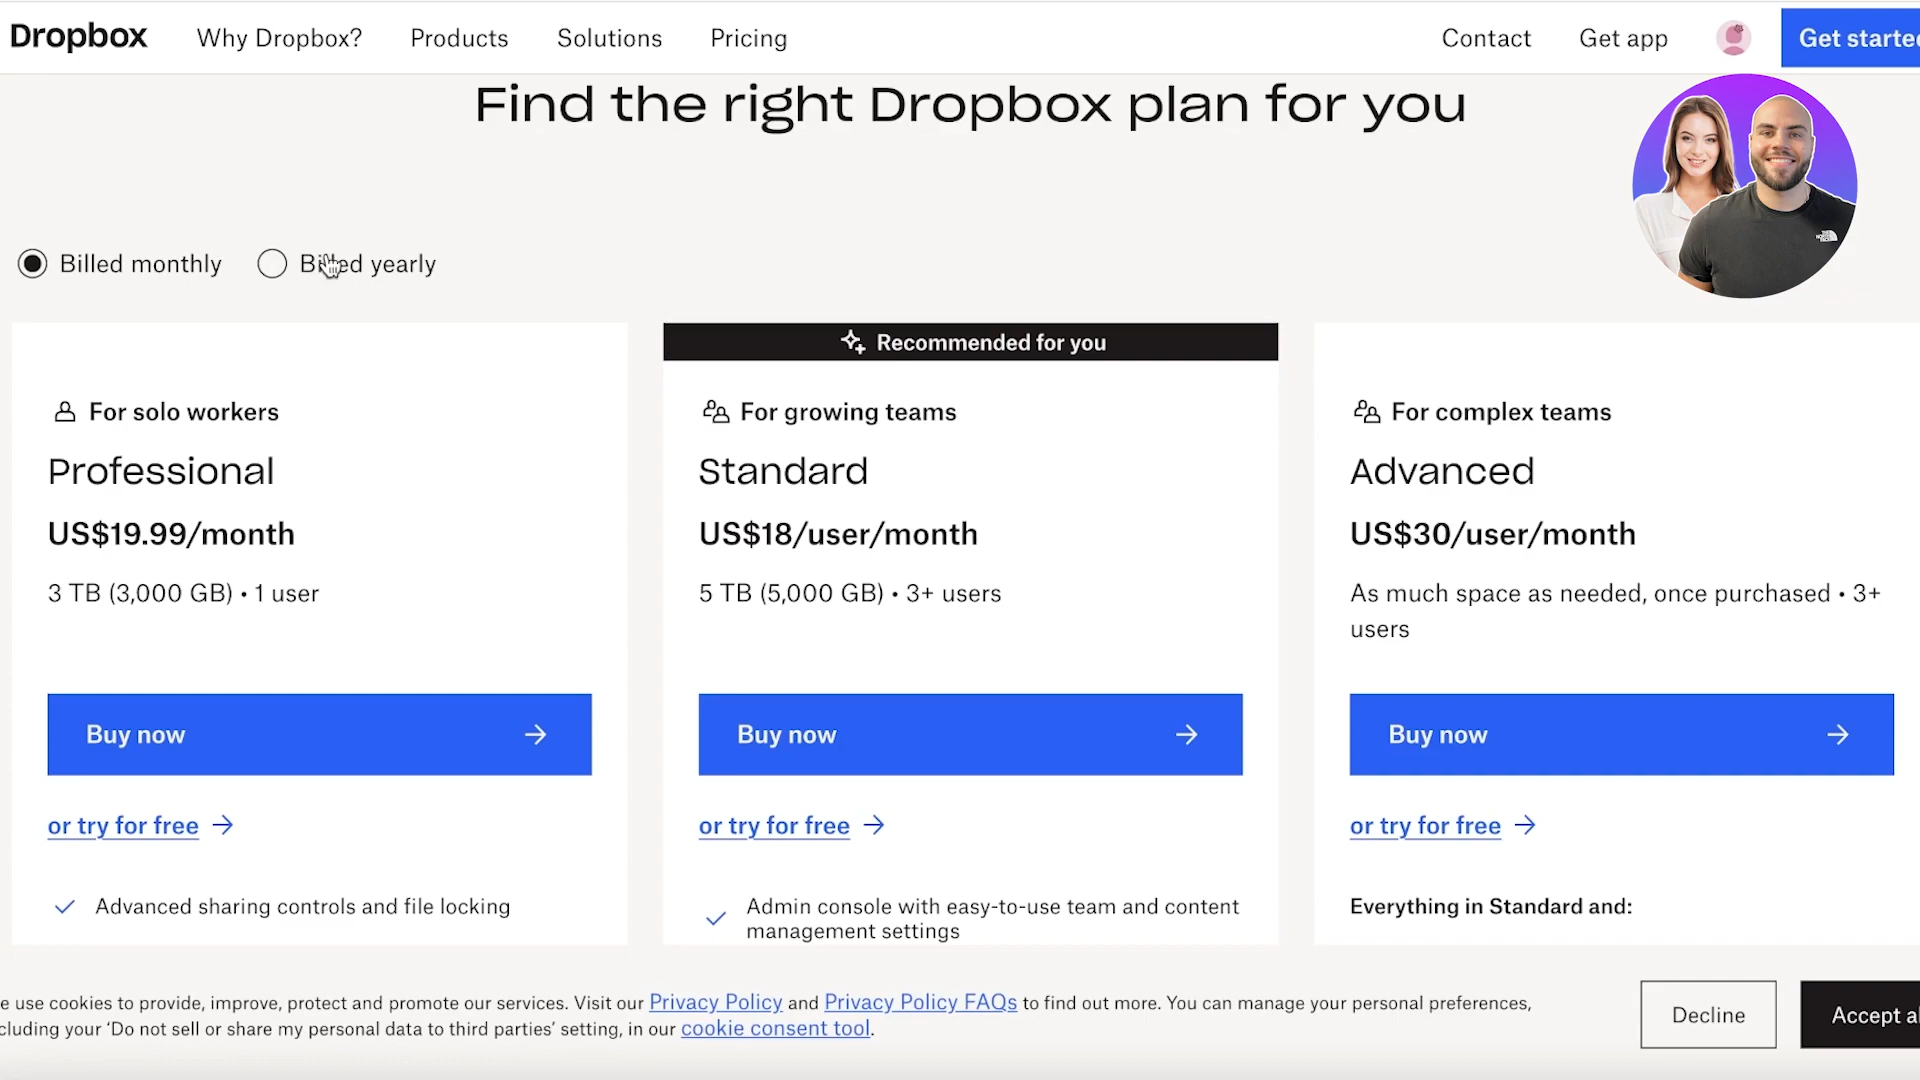 Dropbox Why Dropbox? Products Solutions Pricing Contact Get app Get starte
Find the right Dropbox plan for you
Billed monthly Billed yearly
Recommended for you
For solo workers
Professional
US$19.99/month
3 TB (3,000 GB) • 1 user
Buy now
or try for free
Advanced sharing controls and file locking
For growing teams
Standard
US$18/user/month
5 TB (5,000 GB) • 3+ users
Buy now
or try for free
Admin console with easy-to-use team and content
management settings
For complex teams
Advanced
US$30/user/month
As much space as needed, once purchased • 3+
users
Buy now
or try for free
Everything in Standard and:
e use cookies to provide, improve, protect and promote our services. Visit our Privacy Policy and Privacy Policy FAQs to find out more. You can manage your personal preferences,
cluding your ‘Do not sell or share my personal data to third parties’ setting, in our cookie consent tool.
Decline
Accept al